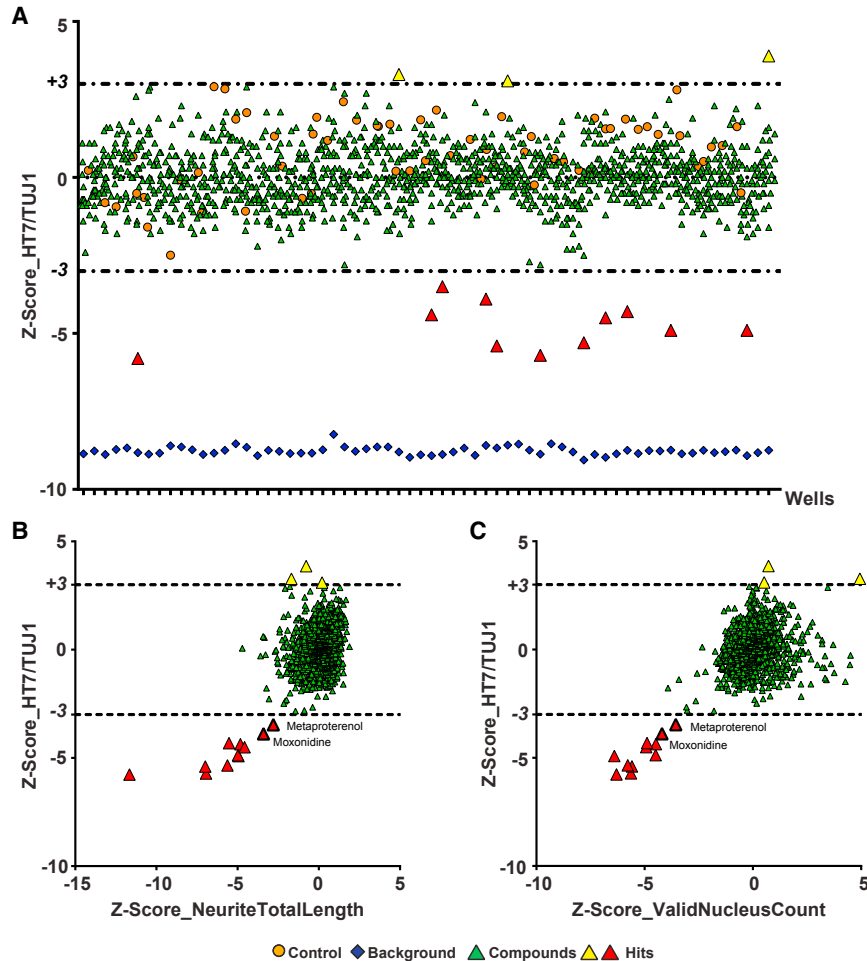 A
5
+3
0
-3
-5
-10
Z-Score_HT7/TUJ1
Wells
B
5
+3
0
-3
-5
-10
Z-Score_HT7/TUJ1
Metaproterenol
Moxonidine
-15
-10
-5
0
5
Z-Score_NeuriteTotalLength
C
5
+3
0
-3
-5
-10
Z-Score_HT7/TUJ1
Metaproterenol
Moxonidine
-10
-5
0
5
Z-Score_ValidNucleusCount
Control Background Compounds Hits